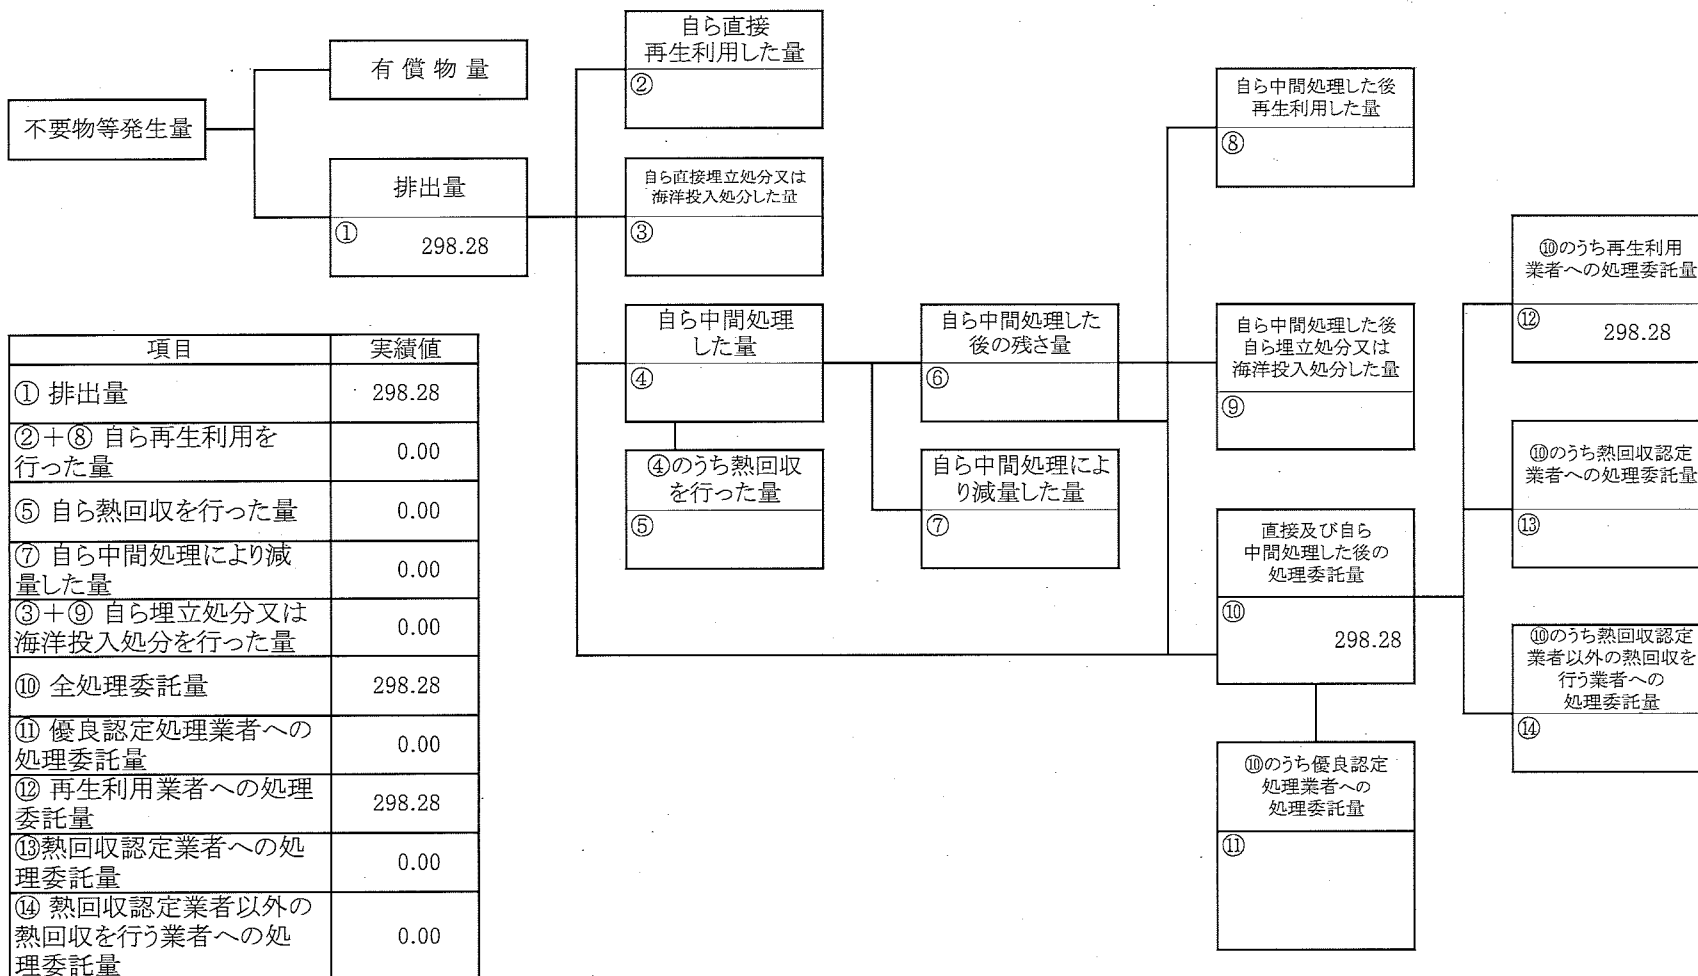 不要物等発生量
有償物量
排出量
①
298.28
自ら直接
再生利用した量
②
自ら直接埋立処分又は
海洋投入処分した量
③
自ら中間処理
した量
④
④のうち熱回収
を行った量
⑤
自ら中間処理した
後の残さ量
⑥
自ら中間処理によ
り減量した量
⑦
自ら中間処理した後
再生利用した量
⑧
自ら中間処理した後
自ら埋立処分又は
海洋投入処分した量
⑨
直接及び自ら
中間処理した後の
処理委託量
⑩
298.28
⑩のうち優良認定
処理業者への
処理委託量
⑪
⑩のうち再生利用
業者への処理委託量
⑫
298.28
⑩のうち熱回収認定
業者への処理委託量
⑬
⑩のうち熱回収認定
業者以外の熱回収を
行う業者への
処理委託量
⑭
項目 実績値
① 排出量 298.28
②+⑧ 自ら再生利用を
行った量 0.00
⑤ 自ら熱回収を行った量 0.00
⑦ 自ら中間処理により減
量した量 0.00
③+⑨ 自ら埋立処分又は
海洋投入処分を行った量 0.00
⑩ 全処理委託量 298.28
⑪ 優良認定処理業者への
処理委託量 0.00
⑫ 再生利用業者への処理
委託量 298.28
⑬熱回収認定業者への処
理委託量 0.00
⑭ 熱回収認定業者以外の
熱回収を行う業者への処
理委託量 0.00